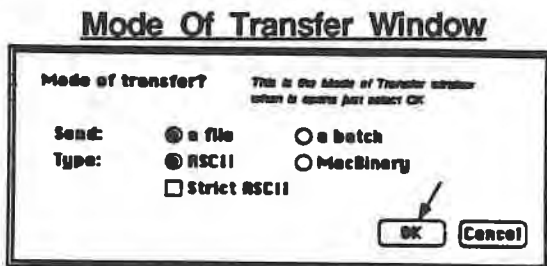 Mode Of Transfer Window
Mode of transfer? This is the Mode of Transfer window
when is opens just select OK
Send: a file a batch
Type: ASCII MacBinary
Strict ASCII
OK Cancel